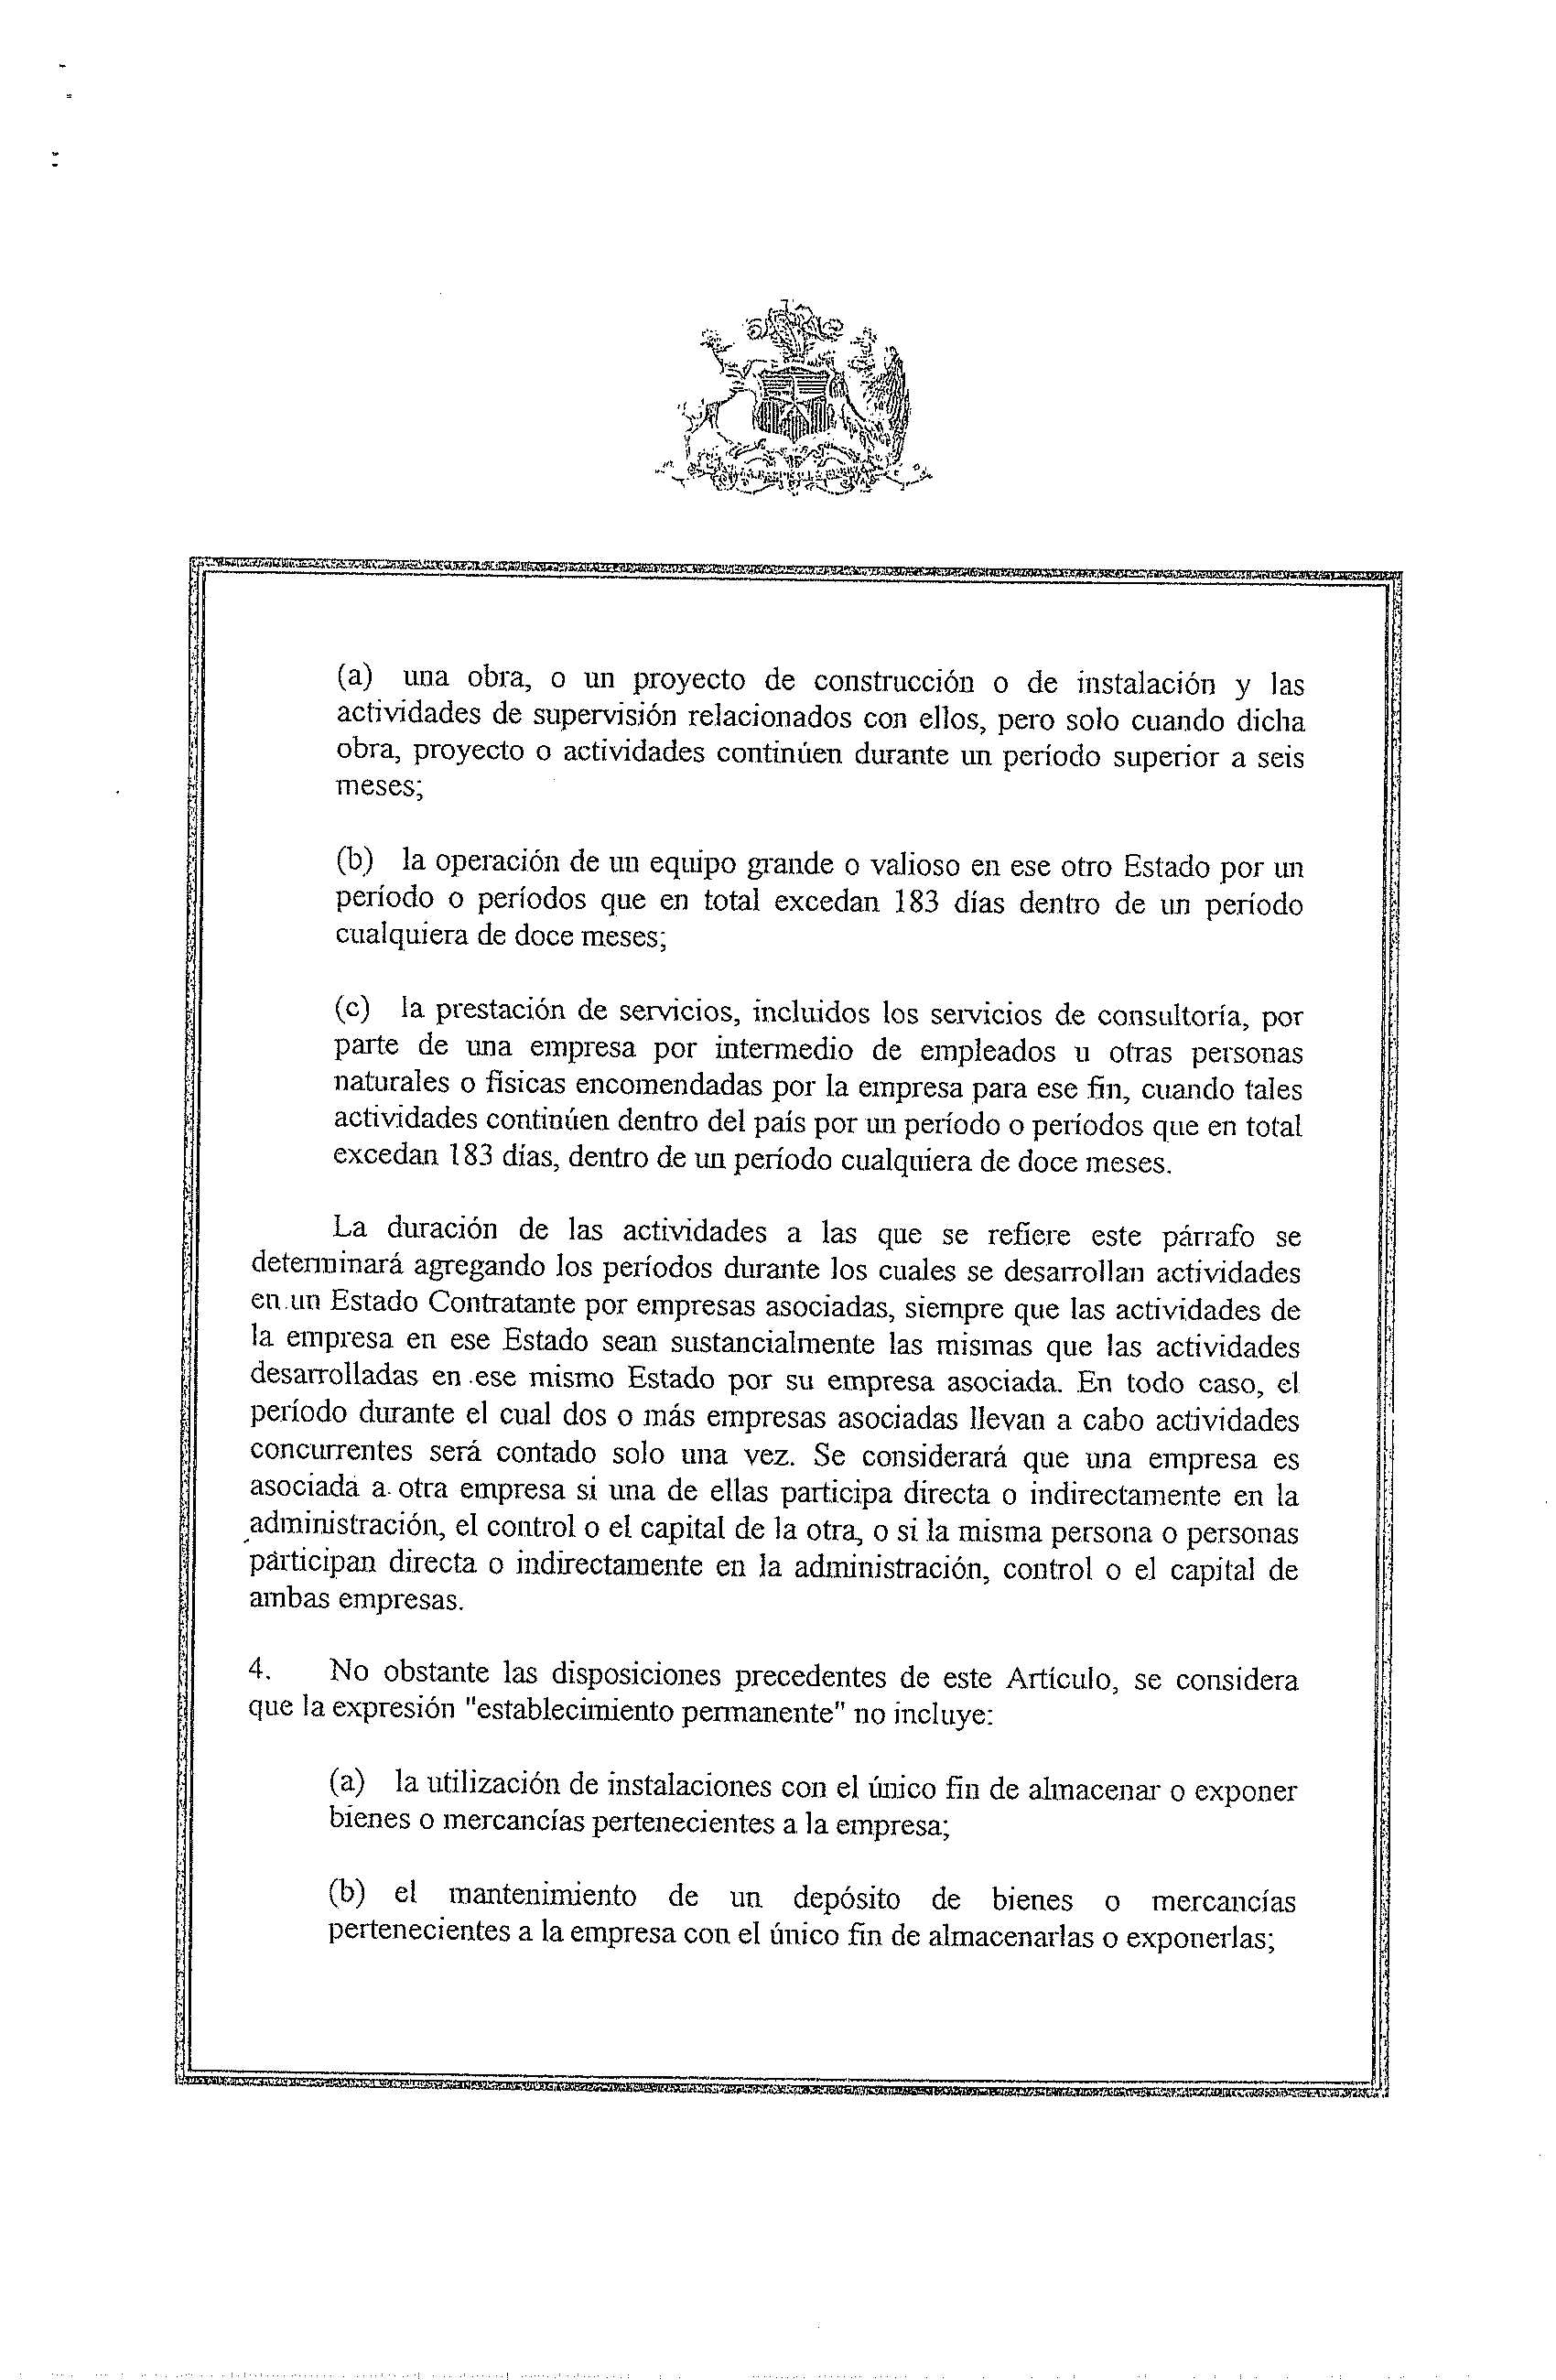 (a) una obra, o un proyecto de construcción o de instalación y las
actividades de supervisión relacionados con ellos, pero solo cuando dicha
obra, proyecto o actividades continúen durante un período superior a seis
meses;
(b) la operación de un equipo grande o valioso en ese otro Estado por un
período o períodos que en total excedan 183 días dentro de un período
cualquiera de doce meses;
(c) la prestación de servicios, incluidos los servicios de consultoría, por
parte de una empresa por intermedio de empleados u otras personas
naturales o físicas encomendadas por la empresa para ese fin, cuando tales
actividades continúen dentro del país por un período o períodos que en total
excedan 183 días, dentro de un período cualquiera de doce meses.
La duración de las actividades a las que se refiere este párrafo se
determinará agregando los períodos durante los cuales se desarrollan actividades
en un Estado Contratante por empresas asociadas, siempre que las actividades de
la empresa en ese Estado sean sustancialmente las mismas que las actividades
desarrolladas en ese mismo Estado por su empresa asociada. En todo caso, el
período durante el cual dos o más empresas asociadas llevan a cabo actividades
concurrentes será contado solo una vez. Se considerará que una empresa es
asociada a otra empresa si una de ellas participa directa o indirectamente en la
administración, el control o el capital de la otra, o si la misma persona o personas
participan directa o indirectamente en la administración, control o el capital de
ambas empresas.
4. No obstante las disposiciones precedentes de este Artículo, se considera
que la expresión "establecimiento permanente" no incluye:
(a) la utilización de instalaciones con el único fin de almacenar o exponer
bienes o mercancías pertenecientes a la empresa;
(b) el mantenimiento de un depósito de bienes o mercancías
pertenecientes a la empresa con el único fin de almacenarlas o exponerlas;